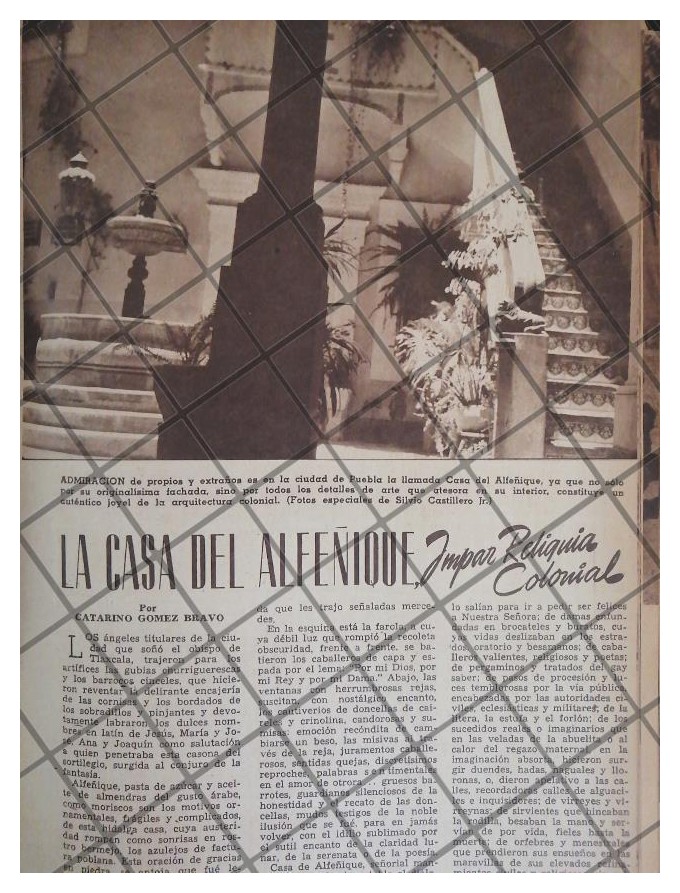 ADMIRACION de propios y extraños es en la ciudad de Puebla la llamada Casa del Alfeñique, ya que no sólo
por su originalísima fachada, sino por todos los detalles de arte que atesora en su interior, constituye un
auténtico joyel de la arquitectura colonial. (Fotos especiales de Silvio Castillero Jr.)
LA CASA DEL ALFEÑIQUE, Impar Reliquia
Colonial
Por
CATARINO GOMEZ BRAVO
LOS ángeles titulares de la ciu-
dad que soñó el obispo de
Tlaxcala, trajeron para los
artífices las gubias churriguerescas
y los barrocos cinceles, que hicie-
ron reventar la delirante encajería
de las cornisas y los bordados de
los sobradillos y pinjantes y devo-
tamente labraron los dulces nom-
bres en latín de Jesús, María y Jo-
sé, Ana y Joaquín como salutación
a quien penetraba esta casona del
sortilegio, surgida al conjuro de la
fantasía.
Alfeñique, pasta de azúcar y acei-
te de almendras del gusto árabe,
como moriscos son los motivos or-
namentales, frágiles y complicados,
de esta hidalga casa, cuya austeri-
dad rompen como sonrisas en ros-
tro bermejo, los azulejos de factu-
ra poblana. Esta oración de gracias
en piedra, se antoja que fué le-
da que les trajo señaladas merce-
des.
En la esquina está la farola, a cu-
ya débil luz que rompió la recoleta
obscuridad, frente a frente, se ba-
tieron los caballeros de capa y es-
pada por el lema: "Por mi Dios, por
mi Rey y por mi Dama." Abajo, las
ventanas con herrumbrosas rejas,
suscitan con nostálgico encanto,
los cautiverios de doncellas de cai-
rel y crinolina, candorosas y su-
misas; emoción recóndita de cam-
biarse un beso, las misivas al tra-
vés de la reja, juramentos caballe-
rosos, sentidas quejas, discretísimos
reproches, palabras sentimentales
en el amor de otrora; gruesos ba-
rrotes, guardianes silenciosos de la
honestidad y recato de las don-
cellas, mudos testigos de la noble
ilusión que se fué, para en jamás
volver, con el idilio sublimado por
el sutil encanto de la claridad lu-
nar, de la serenata y de la poesía.
Casa de Alfeñique, señorial man-
lo salían para ir a pedir ser felices
a Nuestra Señora; de damas enfun-
dadas en brocateles y buratos, cu-
yas vidas deslizaban en los estra-
dos, oratorio y besamanos; de caba-
lleros valientes, religiosos y poetas;
de pergaminos y tratados del gay
saber; de pasos de procesión y lu-
ces temblorosas por la vía pública,
encabezadas por las autoridades ci-
viles, eclesiásticas y militares; de la
litera, la estufa y el forlón; de los
sucedidos reales o imaginarios que
en las veladas de la abuelita o al
calor del regazo materno, en la
imaginación absorta, hicieron sur-
gir duendes, hadas, naguales y llo-
ronas, o, dieron apelativo a las ca-
lles, recordadoras calles de alguaci-
les e inquisidores; de virreyes y vi-
rreynas; de sirvientes que hincaban
la rodilla, besaban la mano y ser-
vían de por vida, fieles hasta la
muerte; de orfebres y menestrales
que prendieron sus ensueños en las
maravillas de sus elevados refina-